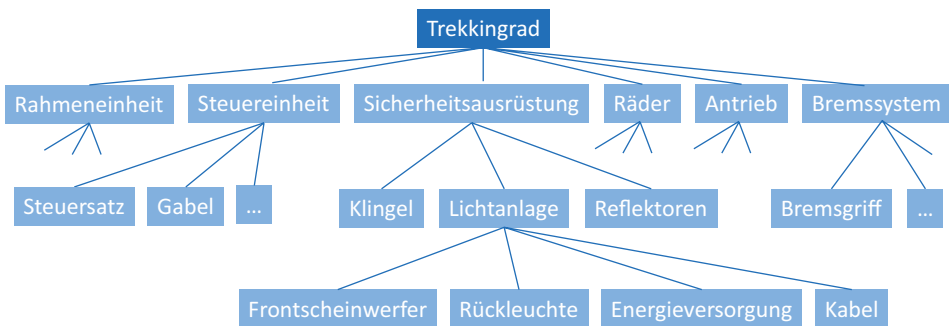 Trekkingrad
Rahmeneinheit Steuereinheit Sicherheitsausrüstung Räder Antrieb Bremssystem
Steuersatz Gabel ... Klingel Lichtanlage Reflektoren Bremsgriff ...
Frontscheinwerfer Rückleuchte Energieversorgung Kabel